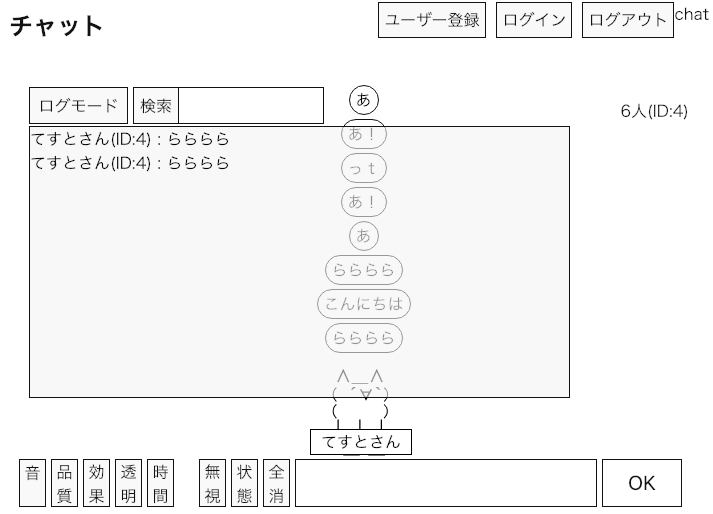 チャット
ユーザー登録 ログイン ログアウト chat
ログモード 検索
6人(ID:4)
てすとさん(ID:4)：らららら
てすとさん(ID:4)：らららら
あ
あ！
っｔ
あ！
あ
らららら
こんにちは
らららら
∧＿∧
(　´∀｀)
(　　　)
｜ ｜ ｜
てすとさん
音 品質 効果 透明 時間 無視 状態 全消 OK